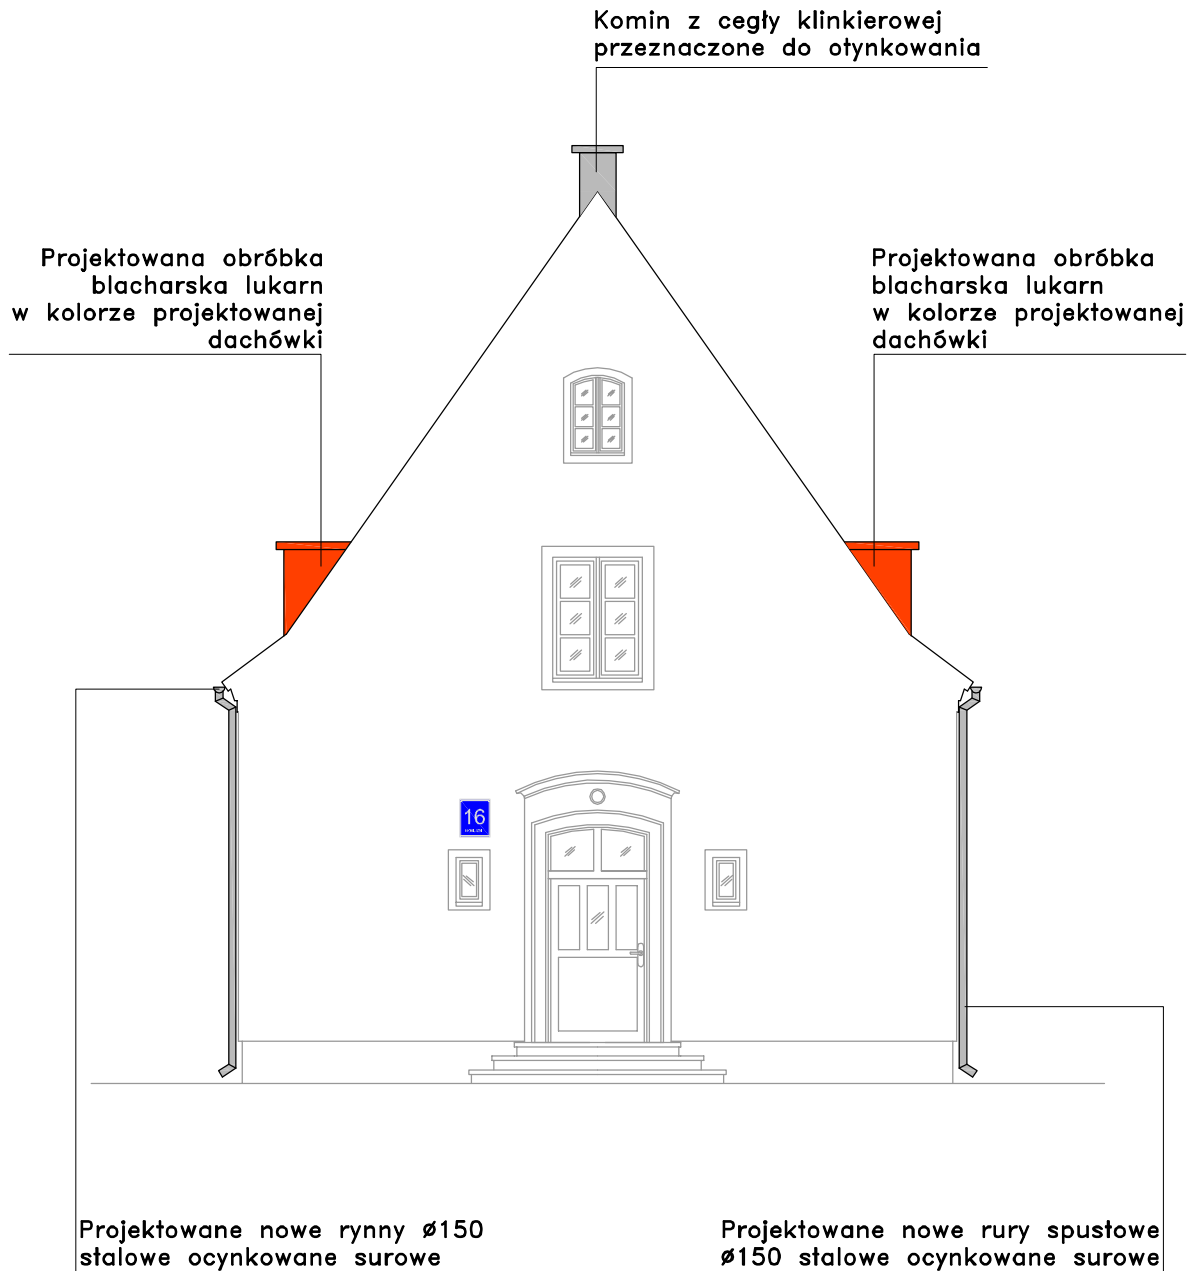 Komin z cegły klinkierowej
przeznaczone do otynkowania
Projektowana obróbka
blacharska lukarn
w kolorze projektowanej
dachówki
Projektowana obróbka
blacharska lukarn
w kolorze projektowanej
dachówki
16
Projektowane nowe rynny ø150
stalowe ocynkowane surowe
Projektowane nowe rury spustowe
ø150 stalowe ocynkowane surowe